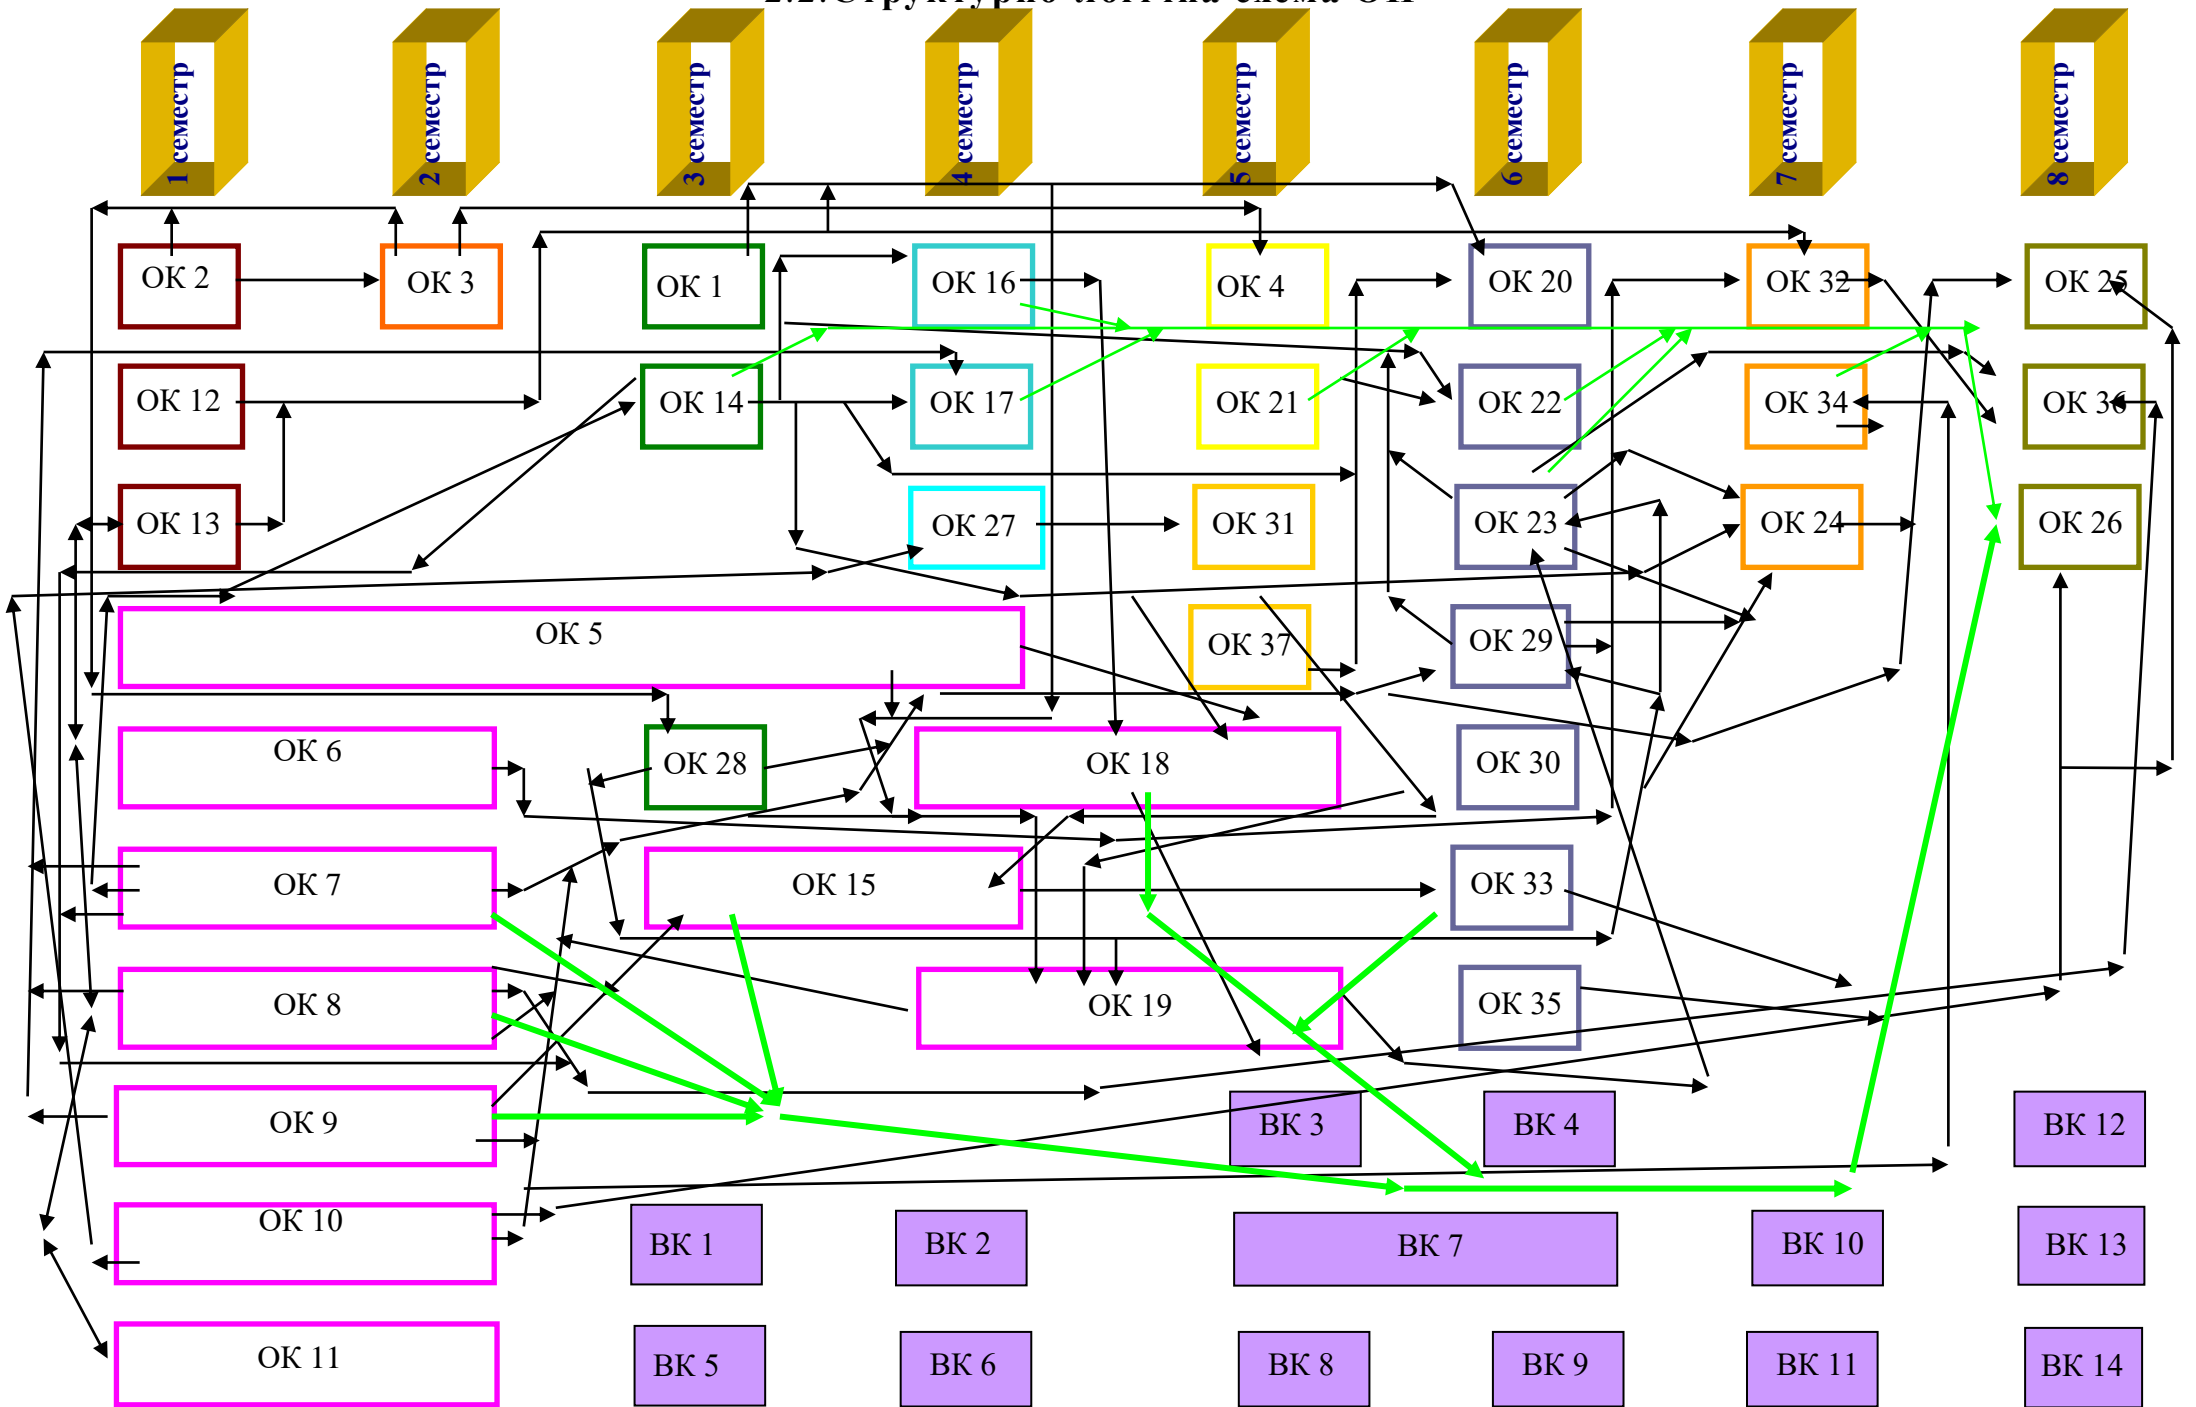 2.2.Структурно-логічна схема ОП
1 семестр
2 семестр
3 семестр
4 семестр
5 семестр
6 семестр
7 семестр
8 семестр
ОК 2
ОК 3
ОК 1
ОК 16
ОК 4
ОК 20
ОК 32
ОК 25
ОК 12
ОК 14
ОК 17
ОК 21
ОК 22
ОК 34
ОК 36
ОК 13
ОК 27
ОК 31
ОК 23
ОК 24
ОК 26
ОК 5
ОК 37
ОК 29
ОК 6
ОК 28
ОК 18
ОК 30
ОК 7
ОК 15
ОК 33
ОК 8
ОК 19
ОК 35
ОК 9
ВК 3
ВК 4
ВК 12
ОК 10
ВК 1
ВК 2
ВК 7
ВК 10
ВК 13
ОК 11
ВК 5
ВК 6
ВК 8
ВК 9
ВК 11
ВК 14